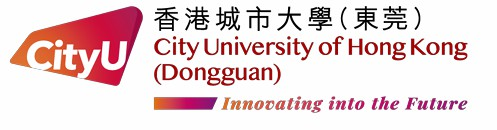 CityU
香港城市大學(東莞)
City University of Hong Kong
(Dongguan)
Innovating into the Future